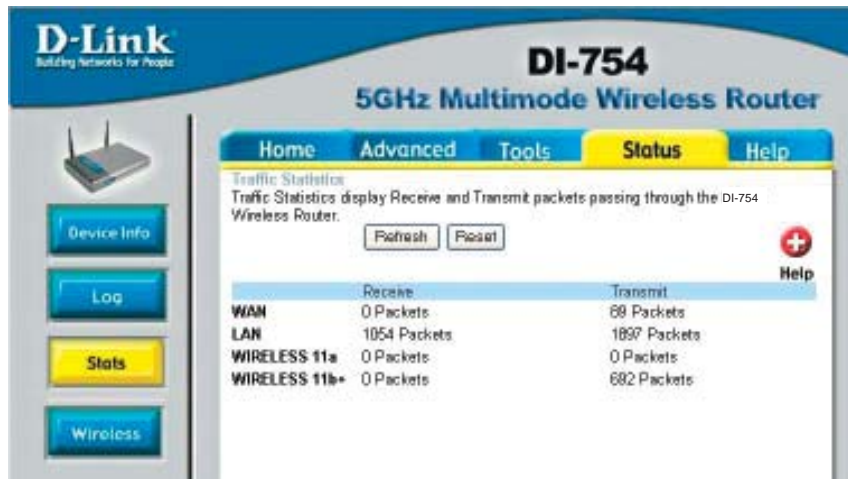 D-Link
Building Networks for People
DI-754
5GHz Multimode Wireless Router
Home Advanced Tools Status Help
Traffic Statistics
Traffic Statistics display Receive and Transmit packets passing through the DI-754
Wireless Router.
Refresh Reset
Help
Device Info
Log
Stats
Wireless
Receive Transmit
WAN 0 Packets 69 Packets
LAN 1054 Packets 1897 Packets
WIRELESS 11a 0 Packets 0 Packets
WIRELESS 11b+ 0 Packets 692 Packets